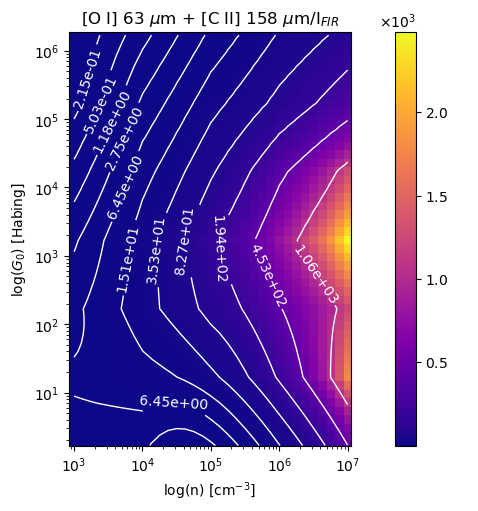 [O I] 63 μm + [C II] 158 μm/I_FIR
×10³
10⁶
10⁵
10⁴
10³
10²
10¹
log(G₀) [Habing]
2.15e-01
5.03e-01
1.18e+00
2.75e+00
6.45e+00
1.51e+01
3.53e+01
8.27e+01
1.94e+02
4.53e+02
1.06e+03
6.45e+00
10³ 10⁴ 10⁵ 10⁶ 10⁷
log(n) [cm⁻³]
2.0
1.5
1.0
0.5